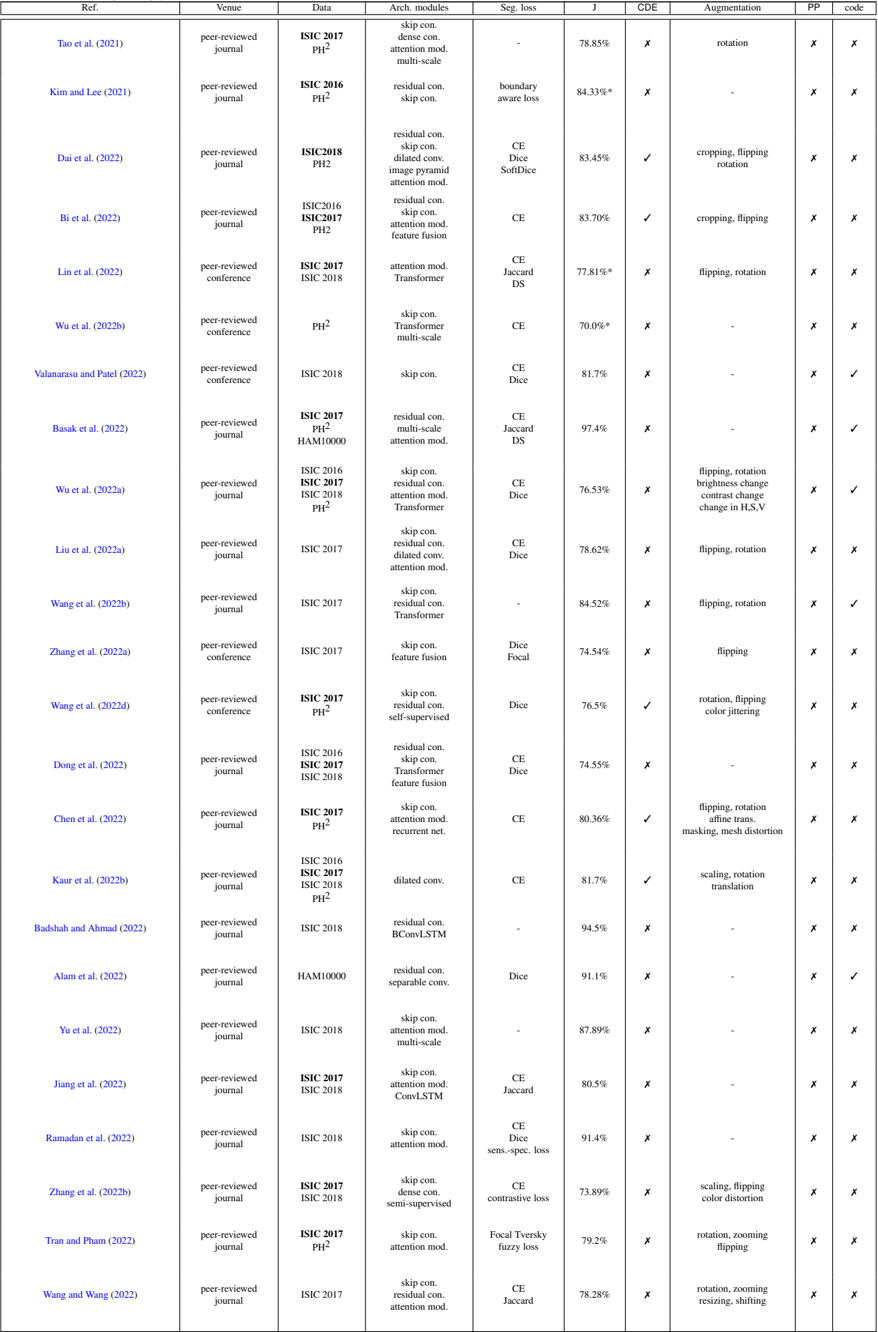 Ref. Venue Data Arch. modules Seg. loss J CDE Augmentation PP code
Tao et al. (2021) peer-reviewed journal ISIC 2017 PH2 skip con. dense con. attention mod. multi-scale - 78.85% ✗ rotation ✗ ✗
Kim and Lee (2021) peer-reviewed journal ISIC 2016 PH2 residual con. skip con. boundary aware loss 84.33%* ✗ - ✗ ✗
Dai et al. (2022) peer-reviewed journal ISIC2018 PH2 residual con. skip con. dilated conv. image pyramid attention mod. CE Dice SoftDice 83.45% ✓ cropping, flipping rotation ✗ ✗
Bi et al. (2022) peer-reviewed journal ISIC2016 ISIC2017 PH2 residual con. skip con. attention mod. feature fusion CE 83.70% ✓ cropping, flipping ✗ ✗
Lin et al. (2022) peer-reviewed conference ISIC 2017 ISIC 2018 attention mod. Transformer CE Jaccard DS 77.81%* ✗ flipping, rotation ✗ ✗
Wu et al. (2022b) peer-reviewed conference PH2 skip con. Transformer multi-scale CE 70.0%* ✗ - ✗ ✗
Valanarasu and Patel (2022) peer-reviewed conference ISIC 2018 skip con. CE Dice 81.7% ✗ - ✗ ✓
Basak et al. (2022) peer-reviewed journal ISIC 2017 PH2 HAM10000 residual con. multi-scale attention mod. CE Jaccard DS 97.4% ✗ - ✗ ✓
Wu et al. (2022a) peer-reviewed journal ISIC 2016 ISIC 2017 ISIC 2018 PH2 skip con. residual con. attention mod. Transformer CE Dice 76.53% ✗ flipping, rotation brightness change contrast change change in H,S,V ✗ ✓
Liu et al. (2022a) peer-reviewed journal ISIC 2017 skip con. residual con. dilated conv. attention mod. CE Dice 78.62% ✗ flipping, rotation ✗ ✗
Wang et al. (2022b) peer-reviewed journal ISIC 2017 skip con. residual con. Transformer - 84.52% ✗ flipping, rotation ✗ ✓
Zhang et al. (2022a) peer-reviewed conference ISIC 2017 skip con. feature fusion Dice Focal 74.54% ✗ flipping ✗ ✗
Wang et al. (2022d) peer-reviewed conference ISIC 2017 PH2 skip con. residual con. self-supervised Dice 76.5% ✓ rotation, flipping color jittering ✗ ✗
Dong et al. (2022) peer-reviewed journal ISIC 2016 ISIC 2017 ISIC 2018 residual con. skip con. Transformer feature fusion CE Dice 74.55% ✗ - ✗ ✗
Chen et al. (2022) peer-reviewed journal ISIC 2017 PH2 skip con. attention mod. recurrent net. CE 80.36% ✓ flipping, rotation affine trans. masking, mesh distortion ✗ ✗
Kaur et al. (2022b) peer-reviewed journal ISIC 2016 ISIC 2017 ISIC 2018 PH2 dilated conv. CE 81.7% ✓ scaling, rotation translation ✗ ✗
Badshah and Ahmad (2022) peer-reviewed journal ISIC 2018 residual con. BConvLSTM - 94.5% ✗ - ✗ ✗
Alam et al. (2022) peer-reviewed journal HAM10000 residual con. separable conv. Dice 91.1% ✗ - ✗ ✓
Yu et al. (2022) peer-reviewed journal ISIC 2018 skip con. attention mod. multi-scale - 87.89% ✗ - ✗ ✗
Jiang et al. (2022) peer-reviewed journal ISIC 2017 ISIC 2018 skip con. attention mod. ConvLSTM CE Jaccard 80.5% ✗ - ✗ ✗
Ramadan et al. (2022) peer-reviewed journal ISIC 2018 skip con. attention mod. CE Dice sens.-spec. loss 91.4% ✗ - ✗ ✗
Zhang et al. (2022b) peer-reviewed journal ISIC 2017 ISIC 2018 skip con. dense con. semi-supervised CE contrastive loss 73.89% ✗ scaling, flipping color distortion ✗ ✗
Tran and Pham (2022) peer-reviewed journal ISIC 2017 PH2 skip con. attention mod. Focal Tversky fuzzy loss 79.2% ✗ rotation, zooming flipping ✗ ✗
Wang and Wang (2022) peer-reviewed journal ISIC 2017 skip con. residual con. attention mod. CE Jaccard 78.28% ✗ rotation, zooming resizing, shifting ✗ ✗